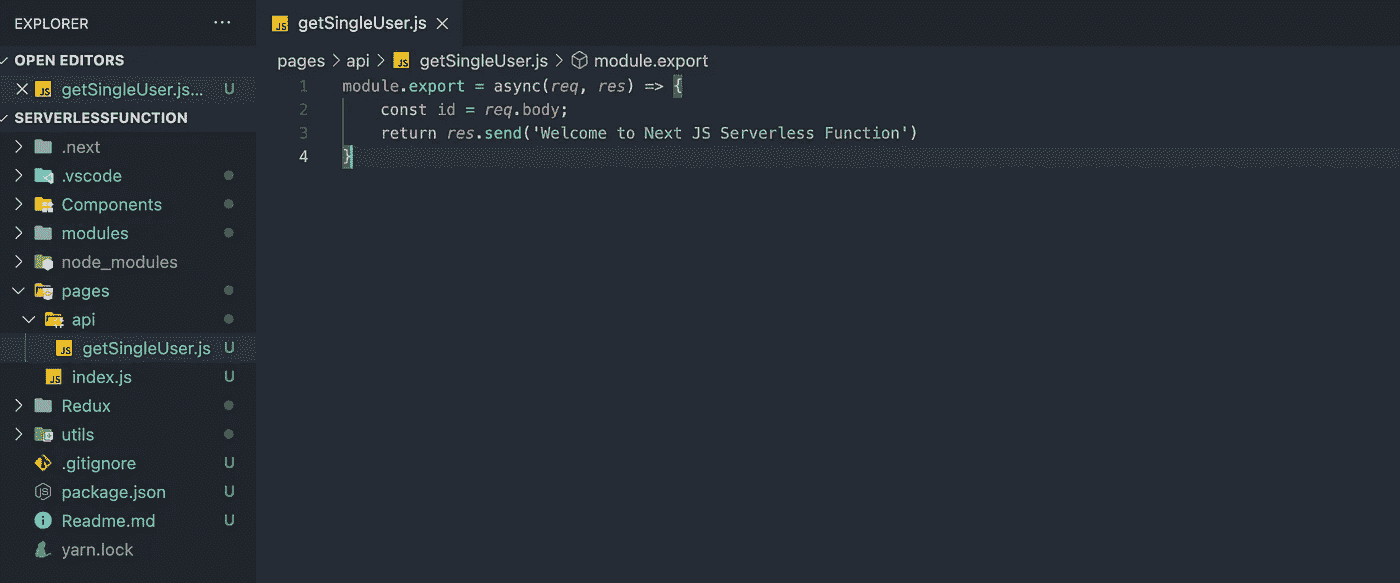 EXPLORER ...
OPEN EDITORS
JS getSingleUser.js... U
SERVERLESSFUNCTION
.next
.vscode
Components
modules
node_modules
pages
api
JS getSingleUser.js U
JS index.js U
Redux
utils
.gitignore U
JS package.json U
i Readme.md U
yarn.lock
JS getSingleUser.js
pages > api > JS getSingleUser.js > module.export
1 module.export = async(req, res) => {
2 const id = req.body;
3 return res.send('Welcome to Next JS Serverless Function')
4 }